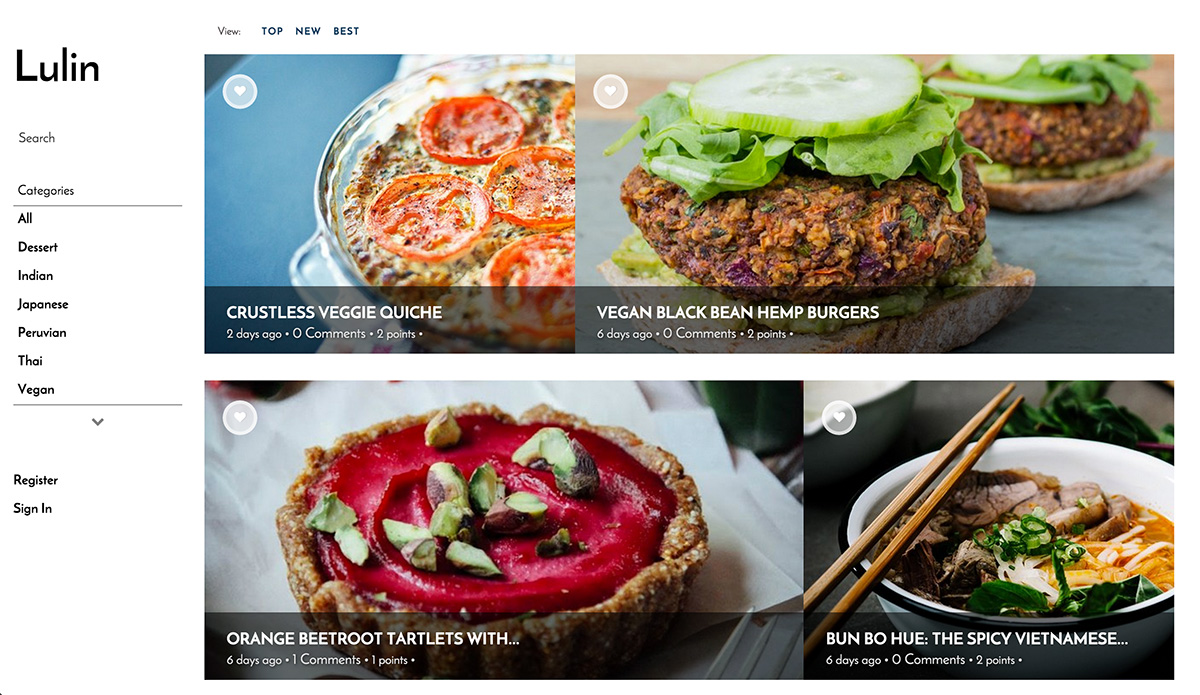 Lulin
Search
Categories
All
Dessert
Indian
Japanese
Peruvian
Thai
Vegan
Register
Sign In
View: TOP NEW BEST
CRUSTLESS VEGGIE QUICHE
2 days ago • 0 Comments • 2 points •
VEGAN BLACK BEAN HEMP BURGERS
6 days ago • 0 Comments • 2 points •
ORANGE BEETROOT TARTLETS WITH...
6 days ago • 1 Comments • 1 points •
BUN BO HUE: THE SPICY VIETNAMESE...
6 days ago • 0 Comments • 2 points •